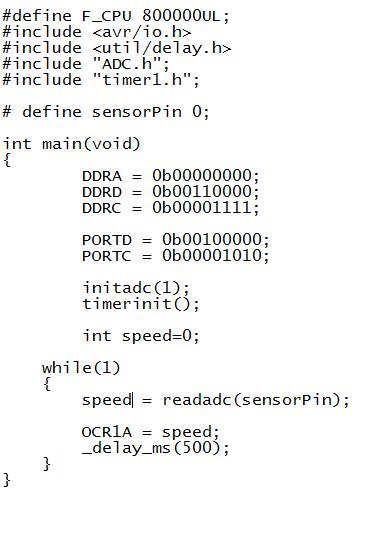 #define F_CPU 800000UL;
#include <avr/io.h>
#include <util/delay.h>
#include "ADC.h";
#include "timer1.h";
# define sensorPin 0;
int main(void)
{
DDRA = 0b00000000;
DDRD = 0b00110000;
DDRC = 0b00001111;
PORTD = 0b00100000;
PORTC = 0b00001010;
initadc(1);
timerinit();
int speed=0;
while(1)
{
speed = readadc(sensorPin);
OCR1A = speed;
_delay_ms(500);
}
}